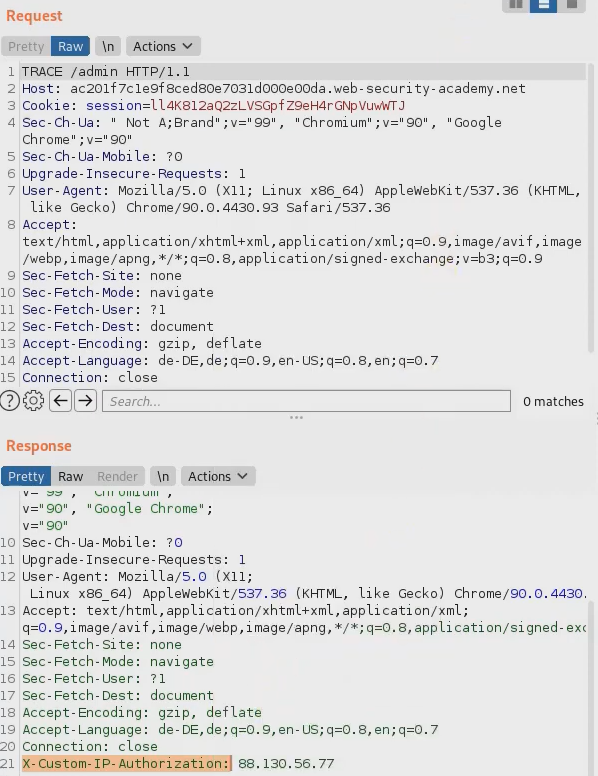 Request
Pretty Raw \n Actions
1 TRACE /admin HTTP/1.1
2 Host: ac201f7c1e9f8ced80e7031d000e00da.web-security-academy.net
3 Cookie: session=ll4K812aQ2zLVSGpfZ9eH4rGNpVuwWTJ
4 Sec-Ch-Ua: " Not A;Brand";v="99", "Chromium";v="90", "Google
Chrome";v="90"
5 Sec-Ch-Ua-Mobile: ?0
6 Upgrade-Insecure-Requests: 1
7 User-Agent: Mozilla/5.0 (X11; Linux x86_64) AppleWebKit/537.36 (KHTML,
like Gecko) Chrome/90.0.4430.93 Safari/537.36
8 Accept:
text/html,application/xhtml+xml,application/xml;q=0.9,image/avif,image
/webp,image/apng,*/*;q=0.8,application/signed-exchange;v=b3;q=0.9
9 Sec-Fetch-Site: none
10 Sec-Fetch-Mode: navigate
11 Sec-Fetch-User: ?1
12 Sec-Fetch-Dest: document
13 Accept-Encoding: gzip, deflate
14 Accept-Language: de-DE,de;q=0.9,en-US;q=0.8,en;q=0.7
15 Connection: close
Search...
0 matches
Response
Pretty Raw Render \n Actions
v="99", "Chromium";
v="90", "Google Chrome";
v="90"
10 Sec-Ch-Ua-Mobile: ?0
11 Upgrade-Insecure-Requests: 1
12 User-Agent: Mozilla/5.0 (X11;
Linux x86_64) AppleWebKit/537.36 (KHTML, like Gecko) Chrome/90.0.4430.
13 Accept: text/html,application/xhtml+xml,application/xml;
q=0.9,image/avif,image/webp,image/apng,*/*;q=0.8,application/signed-exc
14 Sec-Fetch-Site: none
15 Sec-Fetch-Mode: navigate
16 Sec-Fetch-User: ?1
17 Sec-Fetch-Dest: document
18 Accept-Encoding: gzip, deflate
19 Accept-Language: de-DE,de;q=0.9,en-US;q=0.8,en;q=0.7
20 Connection: close
21 X-Custom-IP-Authorization: 88.130.56.77